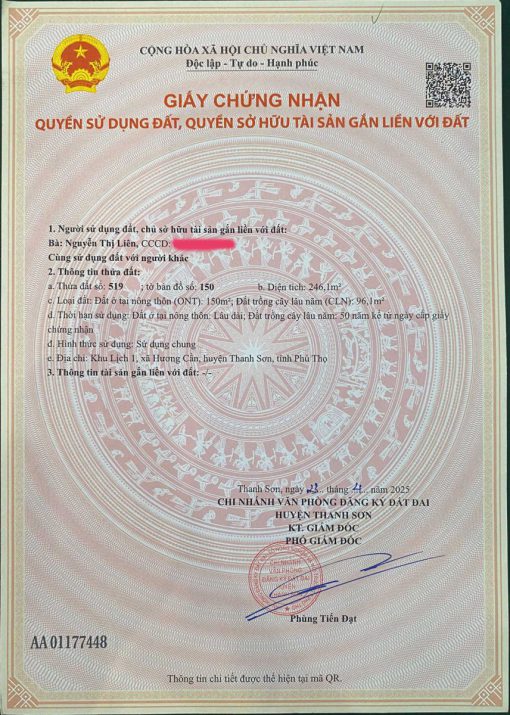 CỘNG HÒA XÃ HỘI CHỦ NGHĨA VIỆT NAM
Độc lập - Tự do - Hạnh phúc
GIẤY CHỨNG NHẬN
QUYỀN SỬ DỤNG ĐẤT, QUYỀN SỞ HỮU TÀI SẢN GẮN LIỀN VỚI ĐẤT
1. Người sử dụng đất, chủ sở hữu tài sản gắn liền với đất:
Bà: Nguyễn Thị Liên, CCCD:
Cùng sử dụng đất với người khác
2. Thông tin thửa đất:
a. Thửa đất số: 519 ; tờ bản đồ số: 150 b. Diện tích: 246,1m²
c. Loại đất: Đất ở tại nông thôn (ONT): 150m²; Đất trồng cây lâu năm (CLN): 96,1m²
d. Thời hạn sử dụng: Đất ở tại nông thôn: Lâu dài; Đất trồng cây lâu năm: 50 năm kể từ ngày cấp giấy
chứng nhận
đ. Hình thức sử dụng: Sử dụng chung
e. Địa chỉ: Khu Lịch 1, xã Hương Cần, huyện Thanh Sơn, tỉnh Phú Thọ
3. Thông tin tài sản gắn liền với đất: -/-
Thanh Sơn, ngày 23.. tháng 4.. năm 2025
CHI NHÁNH VĂN PHÒNG ĐĂNG KÝ ĐẤT ĐAI
HUYỆN THANH SƠN
KT. GIÁM ĐỐC
PHÓ GIÁM ĐỐC
CHI NHÁNH
VĂN PHÒNG
ĐĂNG KÝ ĐẤT ĐAI
HUYỆN
Phùng Tiến Đạt
AA 01177448
Thông tin chi tiết được thể hiện tại mã QR.